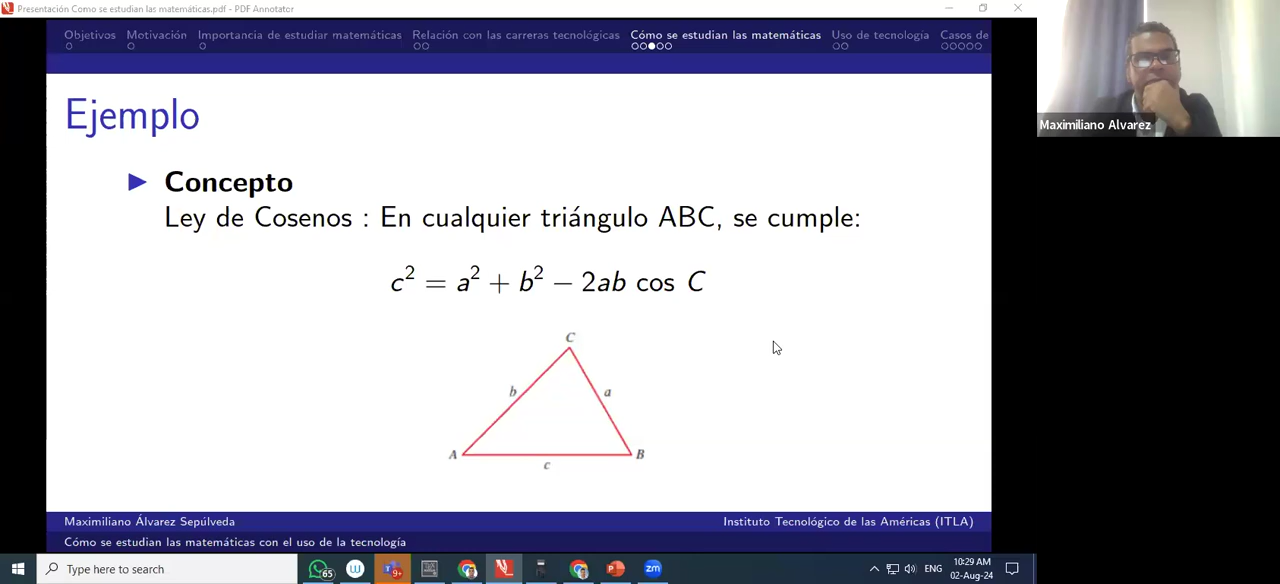 Presentación Como se estudian las matemáticas.pdf - PDF Annotator
Objetivos Motivación Importancia de estudiar matemáticas Relación con las carreras tecnológicas Cómo se estudian las matemáticas Uso de tecnología Casos de
Maximiliano Alvarez
Ejemplo
Concepto
Ley de Cosenos : En cualquier triángulo ABC, se cumple:
c² = a² + b² − 2ab cos C
C
b a
A B
c
Maximiliano Álvarez Sepúlveda Instituto Tecnológico de las Américas (ITLA)
Cómo se estudian las matemáticas con el uso de la tecnología
Type here to search 65 W 9+ P zm ENG 10:29 AM
02-Aug-24